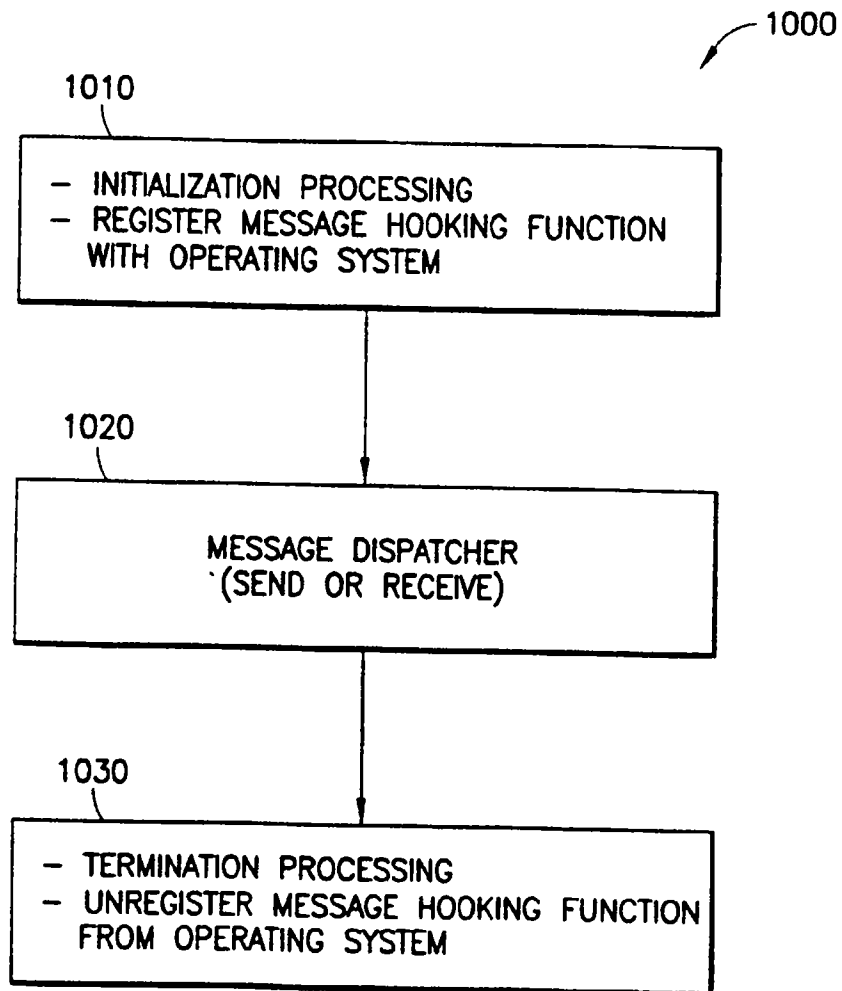 1000
1010
- INITIALIZATION PROCESSING
- REGISTER MESSAGE HOOKING FUNCTION
WITH OPERATING SYSTEM
1020
MESSAGE DISPATCHER
(SEND OR RECEIVE)
1030
- TERMINATION PROCESSING
- UNREGISTER MESSAGE HOOKING FUNCTION
FROM OPERATING SYSTEM